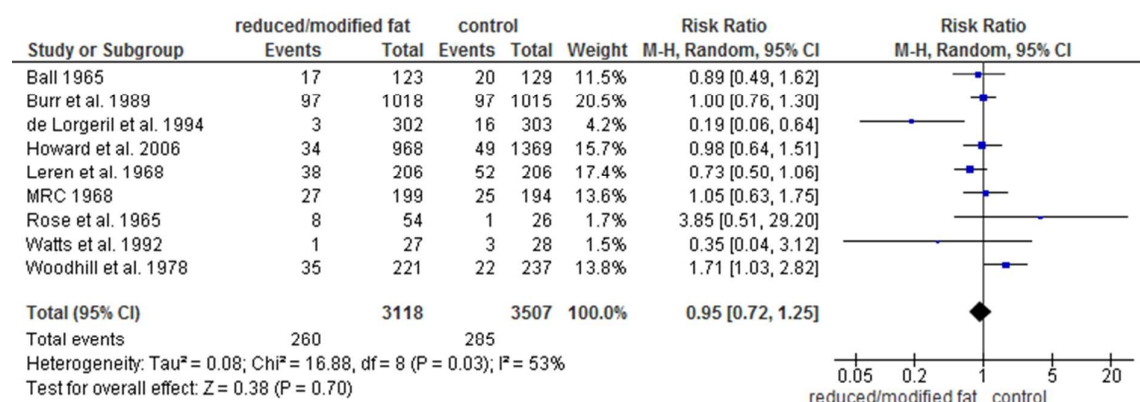 reduced/modified fat control Risk Ratio Risk Ratio
Study or Subgroup Events Total Events Total Weight M-H, Random, 95% CI M-H, Random, 95% CI
Ball 1965 17 123 20 129 11.5% 0.89 [0.49, 1.62]
Burr et al. 1989 97 1018 97 1015 20.5% 1.00 [0.76, 1.30]
de Lorgeril et al. 1994 3 302 16 303 4.2% 0.19 [0.06, 0.64]
Howard et al. 2006 34 968 49 1369 15.7% 0.98 [0.64, 1.51]
Leren et al. 1968 38 206 52 206 17.4% 0.73 [0.50, 1.06]
MRC 1968 27 199 25 194 13.6% 1.05 [0.63, 1.75]
Rose et al. 1965 8 54 1 26 1.7% 3.85 [0.51, 29.20]
Watts et al. 1992 1 27 3 28 1.5% 0.35 [0.04, 3.12]
Woodhill et al. 1978 35 221 22 237 13.8% 1.71 [1.03, 2.82]
Total (95% CI) 3118 3507 100.0% 0.95 [0.72, 1.25]
Total events 260 285
Heterogeneity: Tau² = 0.08; Chi² = 16.88, df = 8 (P = 0.03); I² = 53%
Test for overall effect: Z = 0.38 (P = 0.70)
0.05 0.2 1 5 20
reduced/modified fat control